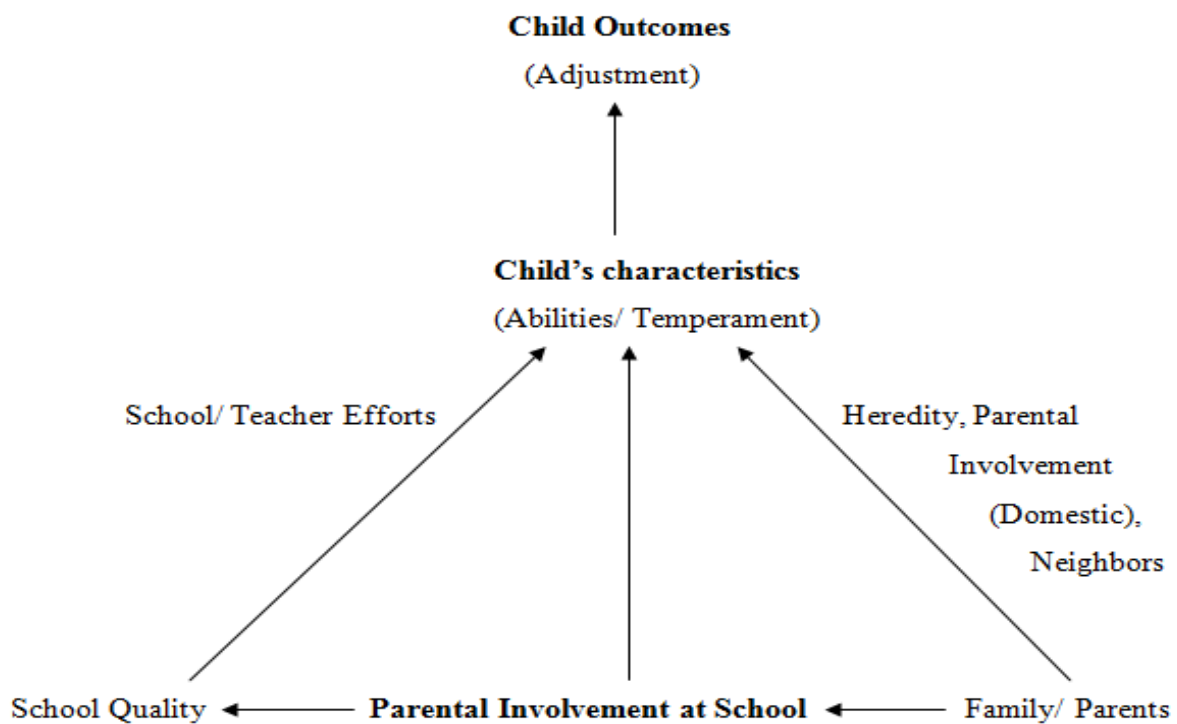 Child Outcomes
(Adjustment)
Child’s characteristics
(Abilities/ Temperament)
School/ Teacher Efforts
Heredity, Parental
Involvement
(Domestic),
Neighbors
School Quality
Parental Involvement at School
Family/ Parents